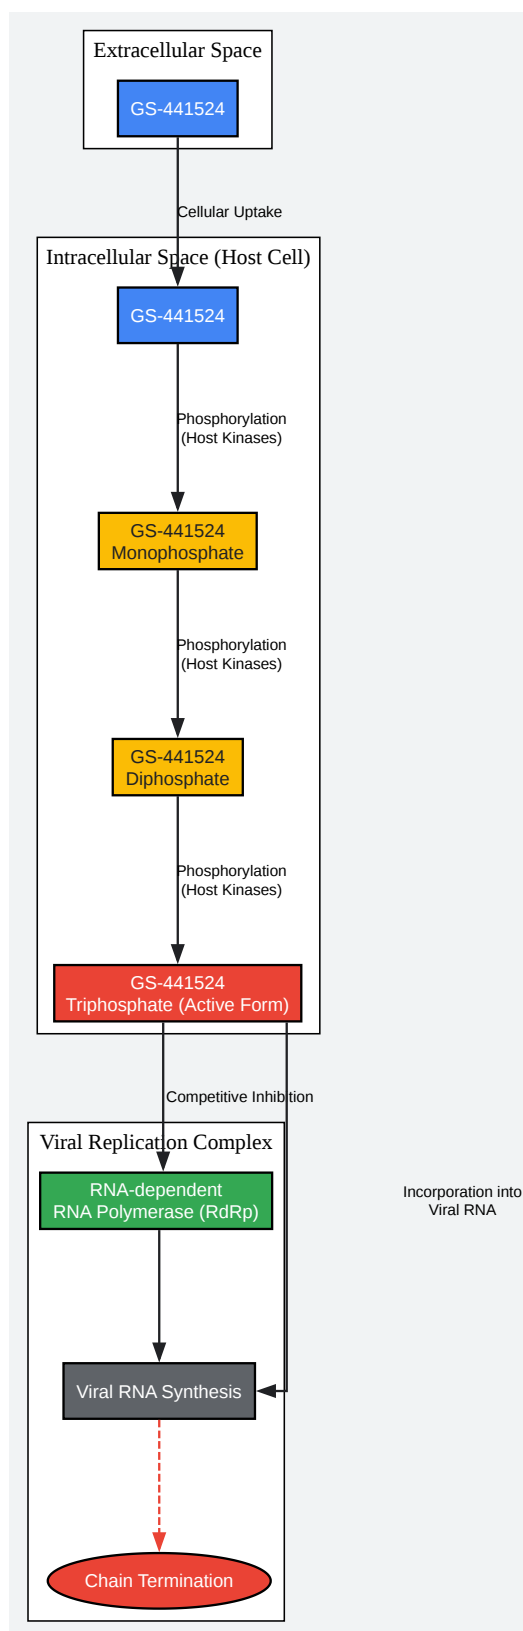 Extracellular Space
GS-441524
Cellular Uptake
Intracellular Space (Host Cell)
GS-441524
Phosphorylation
(Host Kinases)
GS-441524
Monophosphate
Phosphorylation
(Host Kinases)
GS-441524
Diphosphate
Phosphorylation
(Host Kinases)
GS-441524
Triphosphate (Active Form)
Competitive Inhibition
Viral Replication Complex
RNA-dependent
RNA Polymerase (RdRp)
Incorporation into
Viral RNA
Viral RNA Synthesis
Chain Termination